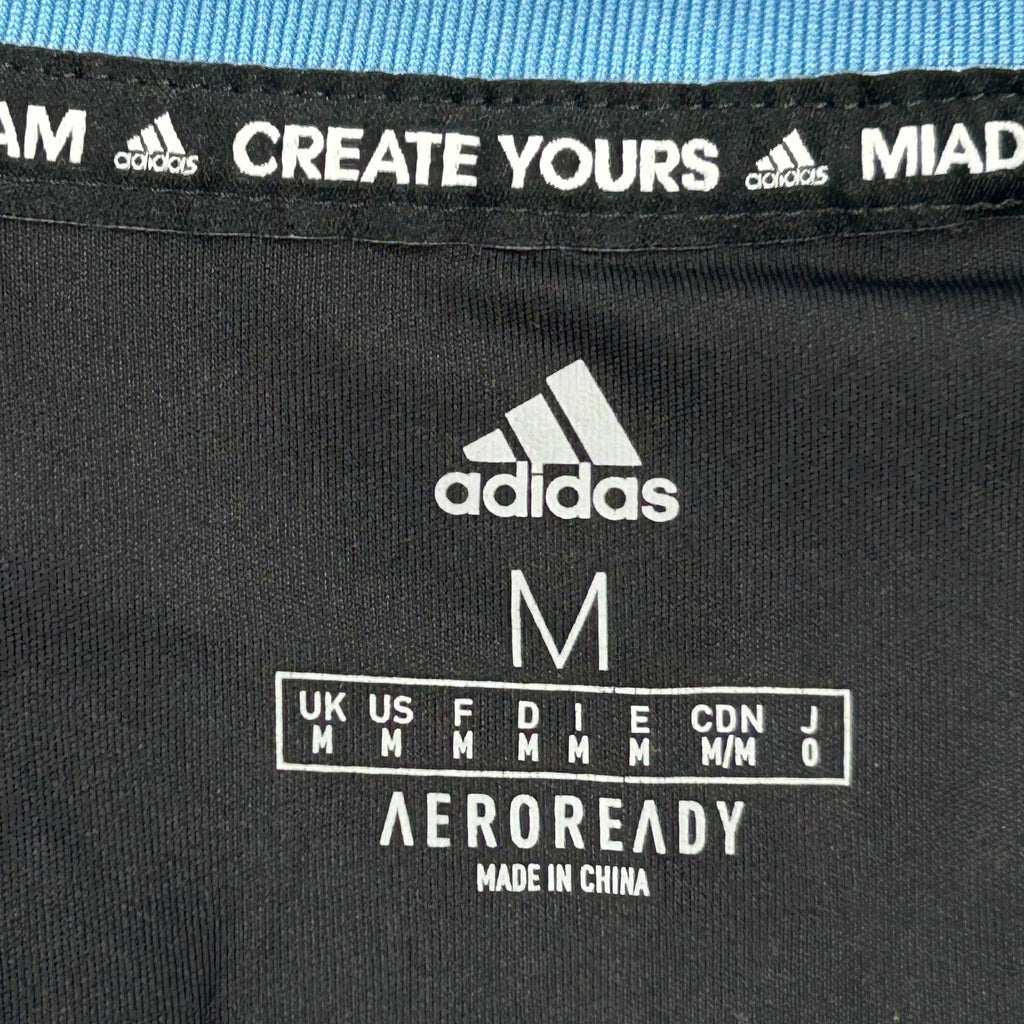 AM adidas CREATE YOURS adidas MIAD
adidas
M
UK US F D I E CDN J
M M M M M M M/M O
AEROREADY
MADE IN CHINA